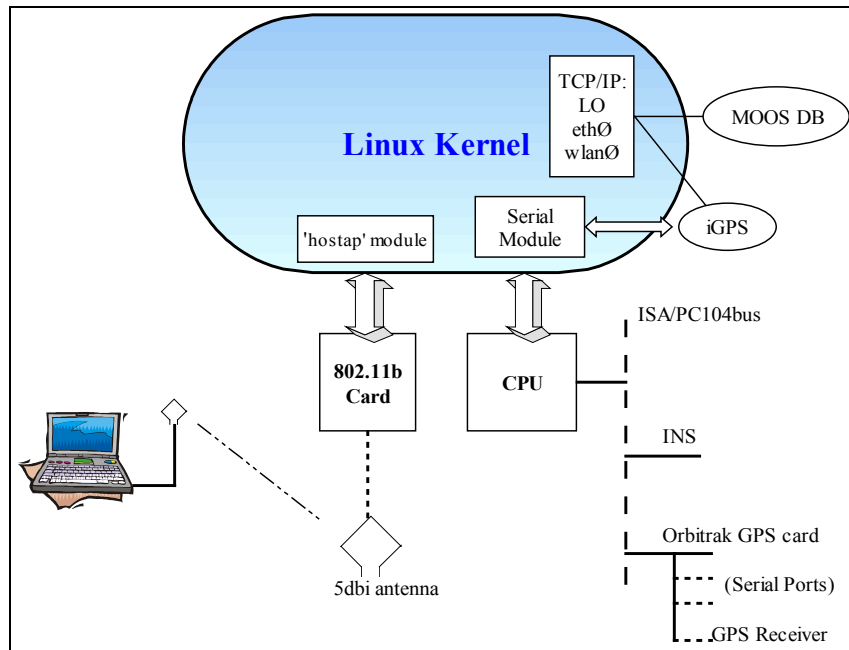 TCP/IP:
LO
ethØ
wlanØ
MOOS DB
Linux Kernel
Serial
Module
iGPS
'hostap' module
ISA/PC104bus
802.11b
Card
CPU
INS
Orbitrak GPS card
(Serial Ports)
5dbi antenna
GPS Receiver